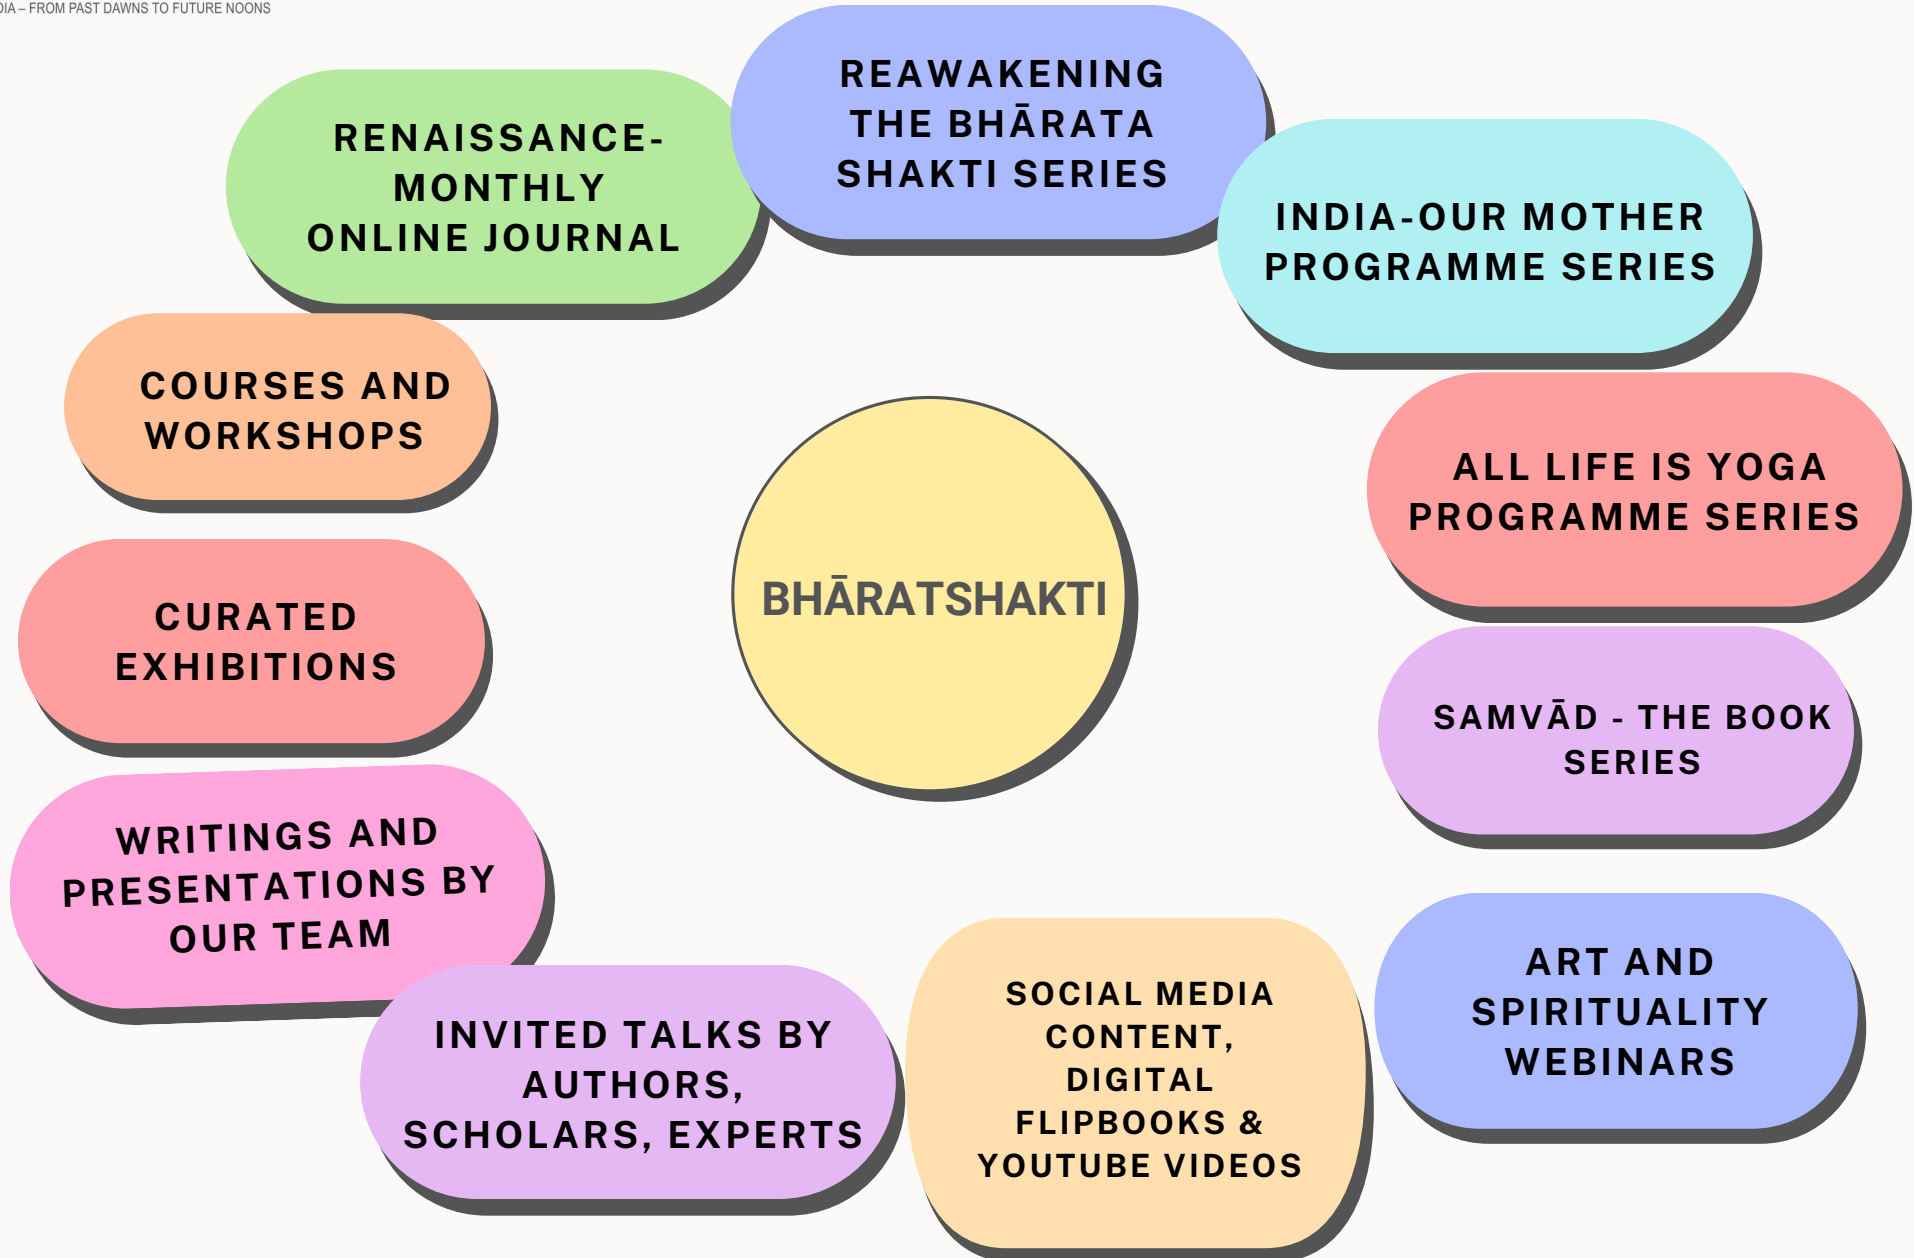 – FROM PAST DAWNS TO FUTURE NOONS
REAWAKENING
THE BHĀRATA
SHAKTI SERIES
RENAISSANCE-
MONTHLY
ONLINE JOURNAL
INDIA-OUR MOTHER
PROGRAMME SERIES
COURSES AND
WORKSHOPS
ALL LIFE IS YOGA
PROGRAMME SERIES
BHĀRATSHAKTI
CURATED
EXHIBITIONS
SAMVĀD - THE BOOK
SERIES
WRITINGS AND
PRESENTATIONS BY
OUR TEAM
ART AND
SPIRITUALITY
WEBINARS
INVITED TALKS BY
AUTHORS,
SCHOLARS, EXPERTS
SOCIAL MEDIA
CONTENT,
DIGITAL
FLIPBOOKS &
YOUTUBE VIDEOS